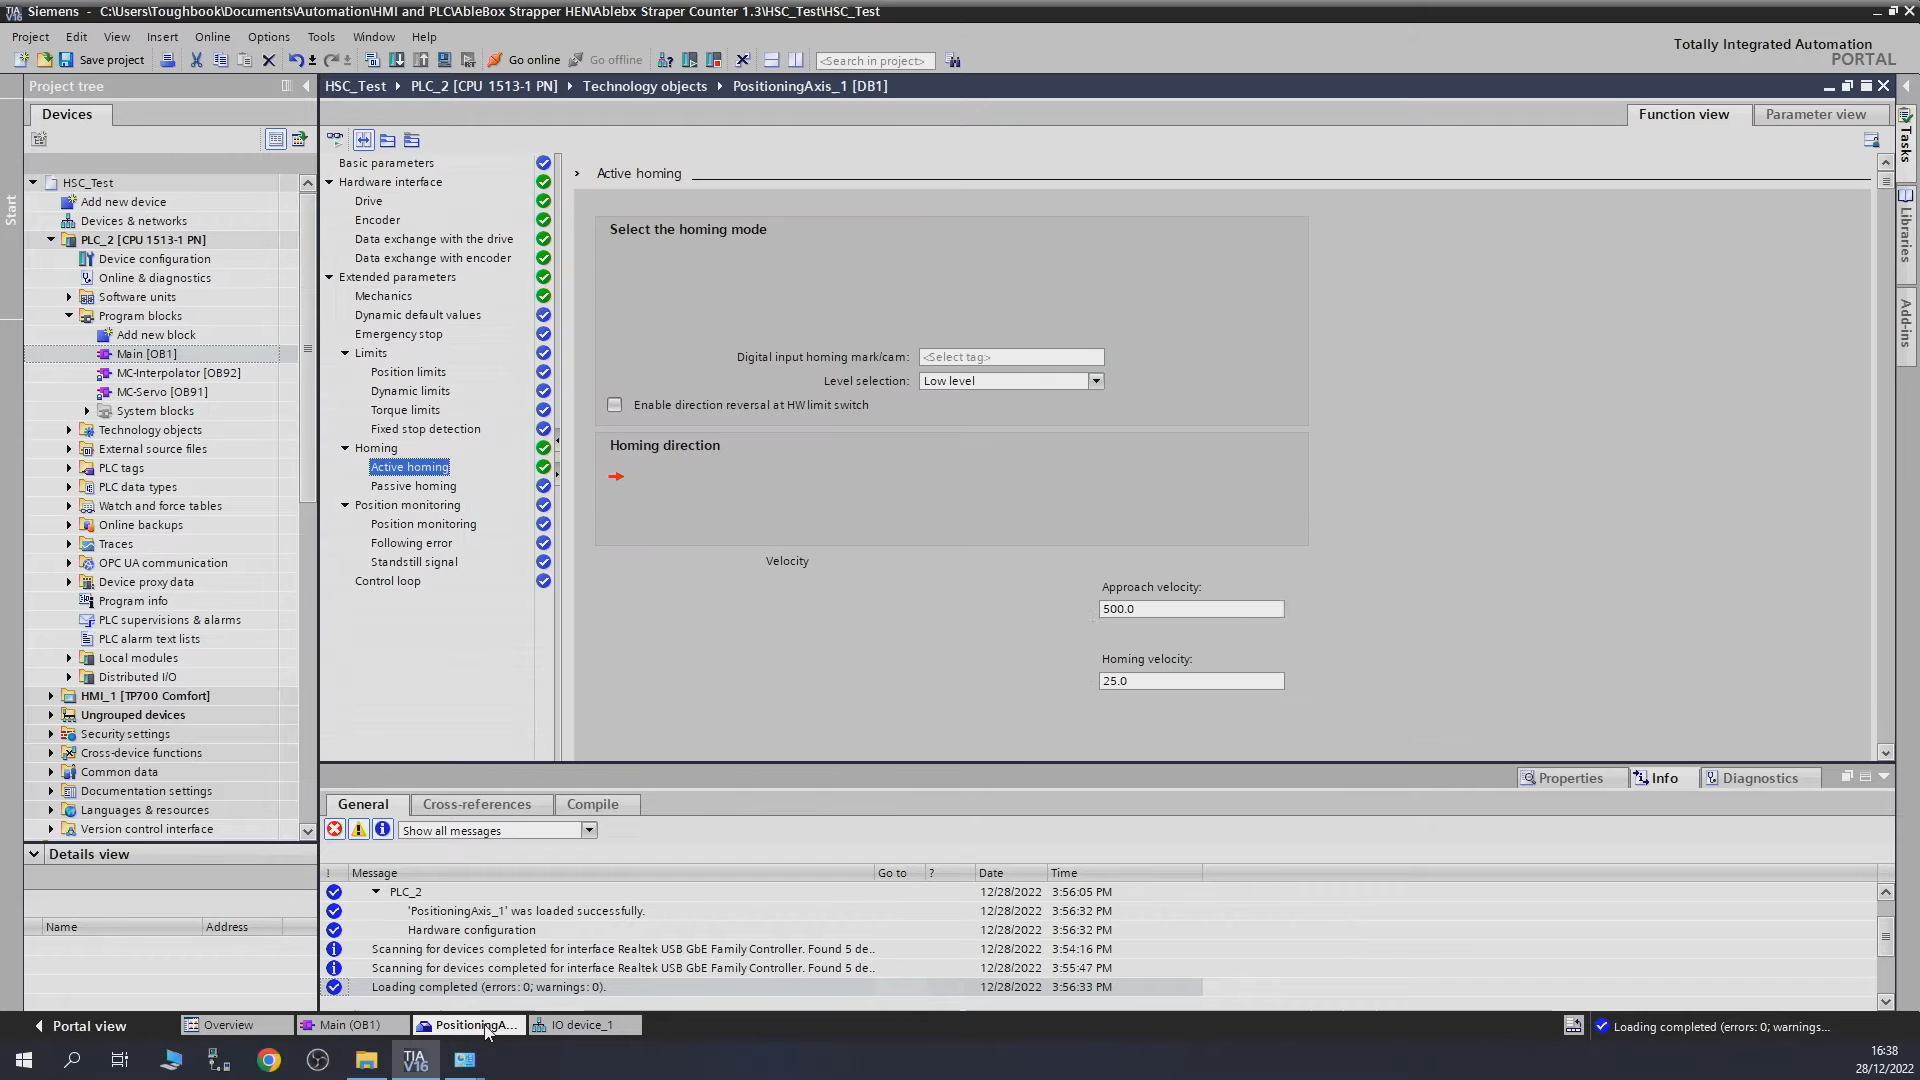 Siemens - C:\Users\Toughbook\Documents\Automation\HMI and PLC\AbleBox Strapper HEN\Ablebx Straper Counter 1.3\HSC_Test\HSC_Test
Project Edit View Insert Online Options Tools Window Help
Totally Integrated Automation
PORTAL
Save project
Go online
Go offline
<Search in project>
Project tree
HSC_Test PLC_2 [CPU 1513-1 PN] Technology objects PositioningAxis_1 [DB1]
Devices
Function view
Parameter view
Start
HSC_Test
Add new device
Devices & networks
PLC_2 [CPU 1513-1 PN]
Device configuration
Online & diagnostics
Software units
Program blocks
Add new block
Main [OB1]
MC-Interpolator [OB92]
MC-Servo [OB91]
System blocks
Technology objects
External source files
PLC tags
PLC data types
Watch and force tables
Online backups
Traces
OPC UA communication
Device proxy data
Program info
PLC supervisions & alarms
PLC alarm text lists
Local modules
Distributed I/O
HMI_1 [TP700 Comfort]
Ungrouped devices
Security settings
Cross-device functions
Common data
Documentation settings
Languages & resources
Version control interface
Details view
Name Address
Basic parameters
Hardware interface
Drive
Encoder
Data exchange with the drive
Data exchange with encoder
Extended parameters
Mechanics
Dynamic default values
Emergency stop
Limits
Position limits
Dynamic limits
Torque limits
Fixed stop detection
Homing
Active homing
Passive homing
Position monitoring
Position monitoring
Following error
Standstill signal
Control loop
Active homing
Select the homing mode
Digital input homing mark/cam: <Select tag>
Level selection: Low level
Enable direction reversal at HW limit switch
Homing direction
Velocity
Approach velocity:
500.0
Homing velocity:
25.0
Tasks
Libraries
Add-ins
Properties
Info
Diagnostics
General Cross-references Compile
Show all messages
! Message Go to ? Date Time
PLC_2 12/28/2022 3:56:05 PM
'PositioningAxis_1' was loaded successfully. 12/28/2022 3:56:32 PM
Hardware configuration 12/28/2022 3:56:32 PM
Scanning for devices completed for interface Realtek USB GbE Family Controller. Found 5 de.. 12/28/2022 3:54:16 PM
Scanning for devices completed for interface Realtek USB GbE Family Controller. Found 5 de.. 12/28/2022 3:55:47 PM
Loading completed (errors: 0; warnings: 0). 12/28/2022 3:56:33 PM
Portal view
Overview
Main (OB1)
PositioningA...
IO device_1
Loading completed (errors: 0; warnings...
TIA
V16
16:38
28/12/2022